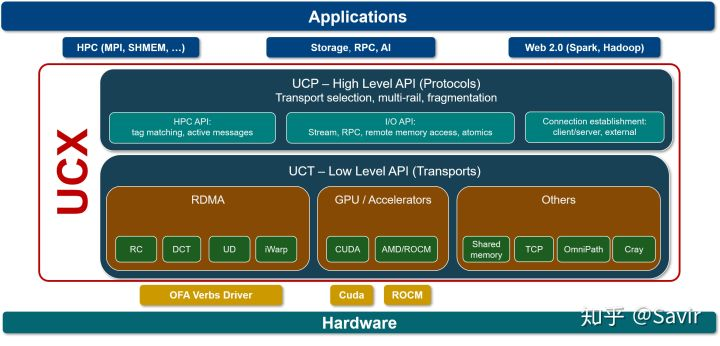 Applications
HPC (MPI, SHMEM, …)
Storage, RPC, AI
Web 2.0 (Spark, Hadoop)
UCX
UCP – High Level API (Protocols)
Transport selection, multi-rail, fragmentation
HPC API:
tag matching, active messages
I/O API:
Stream, RPC, remote memory access, atomics
Connection establishment:
client/server, external
UCT – Low Level API (Transports)
RDMA
RC
DCT
UD
iWarp
GPU / Accelerators
CUDA
AMD/ROCM
Others
Shared
memory
TCP
OmniPath
Cray
OFA Verbs Driver
Cuda
ROCM
Hardware
知乎 @Savir